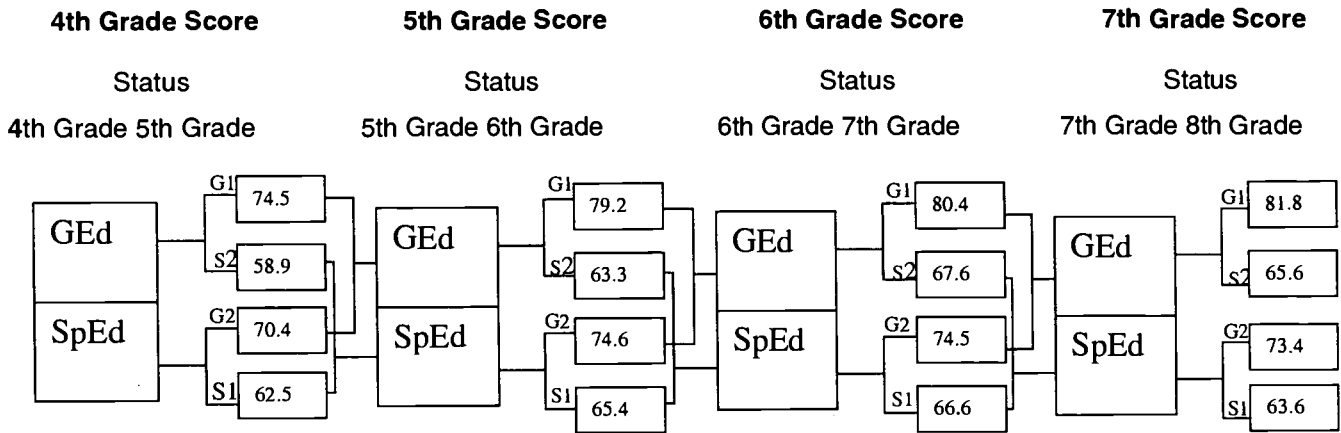 4th Grade Score 5th Grade Score 6th Grade Score 7th Grade Score
Status Status Status Status
4th Grade 5th Grade 5th Grade 6th Grade 6th Grade 7th Grade 7th Grade 8th Grade
G1 74.5 G1 79.2 G1 80.4 G1 81.8
GEd GEd GEd GEd
S2 58.9 S2 63.3 S2 67.6 S2 65.6
G2 70.4 G2 74.6 G2 74.5 G2 73.4
SpEd SpEd SpEd SpEd
S1 62.5 S1 65.4 S1 66.6 S1 63.6